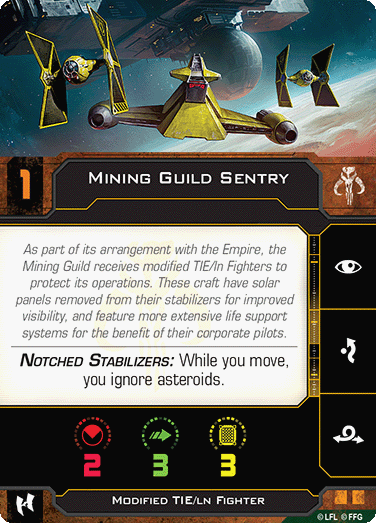 1
Mining Guild Sentry
As part of its arrangement with the Empire, the
Mining Guild receives modified TIE/ln Fighters to
protect its operations. These craft have solar
panels removed from their stabilizers for improved
visibility, and feature more extensive life support
systems for the benefit of their corporate pilots.
Notched Stabilizers: While you move,
you ignore asteroids.
2 3 3
Modified TIE/ln Fighter
© LFL © FFG